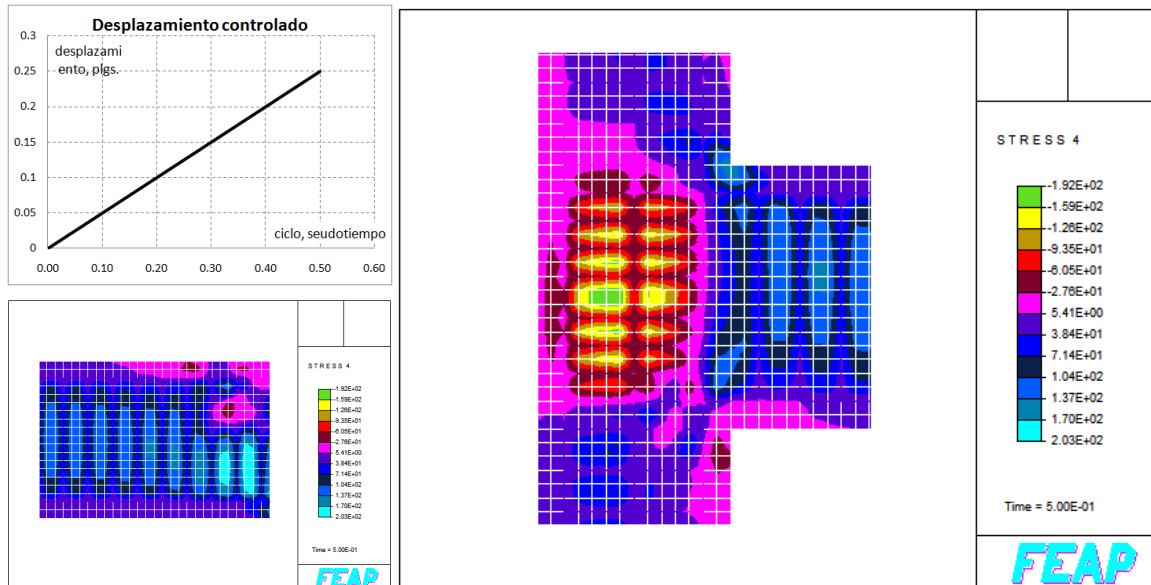 Desplazamiento controlado
desplazami
ento, plgs.
0.3
0.25
0.2
0.15
0.1
0.05
0
ciclo, seudotiempo
0.00 0.10 0.20 0.30 0.40 0.50 0.60
STRESS 4
-1.92E+02
-1.59E+02
-1.26E+02
-9.35E+01
-6.05E+01
-2.76E+01
5.41E+00
3.84E+01
7.14E+01
1.04E+02
1.37E+02
1.70E+02
2.03E+02
Time = 5.00E-01
FEAP
STRESS 4
-1.92E+02
-1.59E+02
-1.26E+02
-9.35E+01
-6.05E+01
-2.76E+01
5.41E+00
3.84E+01
7.14E+01
1.04E+02
1.37E+02
1.70E+02
2.03E+02
Time = 5.00E-01
FEAP